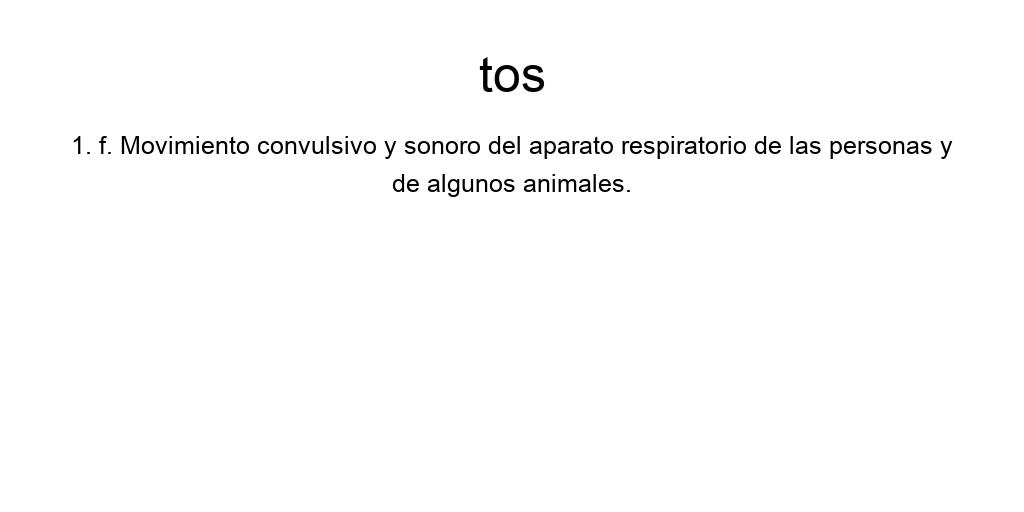 tos
1. f. Movimiento convulsivo y sonoro del aparato respiratorio de las personas y
de algunos animales.